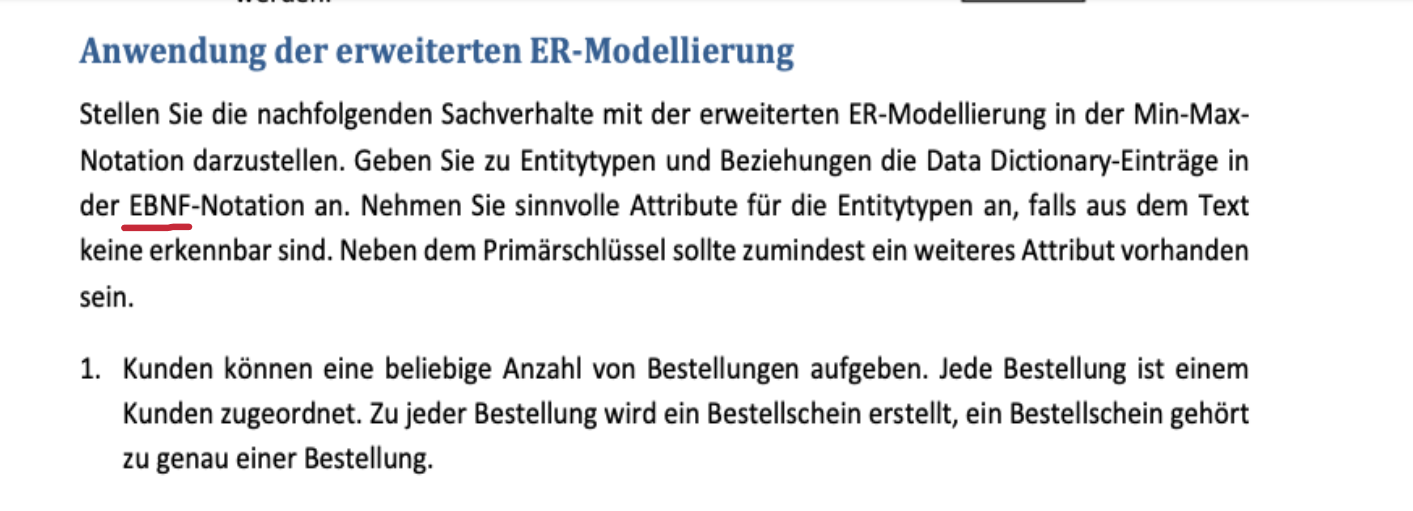 Anwendung der erweiterten ER-Modellierung
Stellen Sie die nachfolgenden Sachverhalte mit der erweiterten ER-Modellierung in der Min-Max-
Notation darzustellen. Geben Sie zu Entitytypen und Beziehungen die Data Dictionary-Einträge in
der EBNF-Notation an. Nehmen Sie sinnvolle Attribute für die Entitytypen an, falls aus dem Text
keine erkennbar sind. Neben dem Primärschlüssel sollte zumindest ein weiteres Attribut vorhanden
sein.
1. Kunden können eine beliebige Anzahl von Bestellungen aufgeben. Jede Bestellung ist einem
Kunden zugeordnet. Zu jeder Bestellung wird ein Bestellschein erstellt, ein Bestellschein gehört
zu genau einer Bestellung.